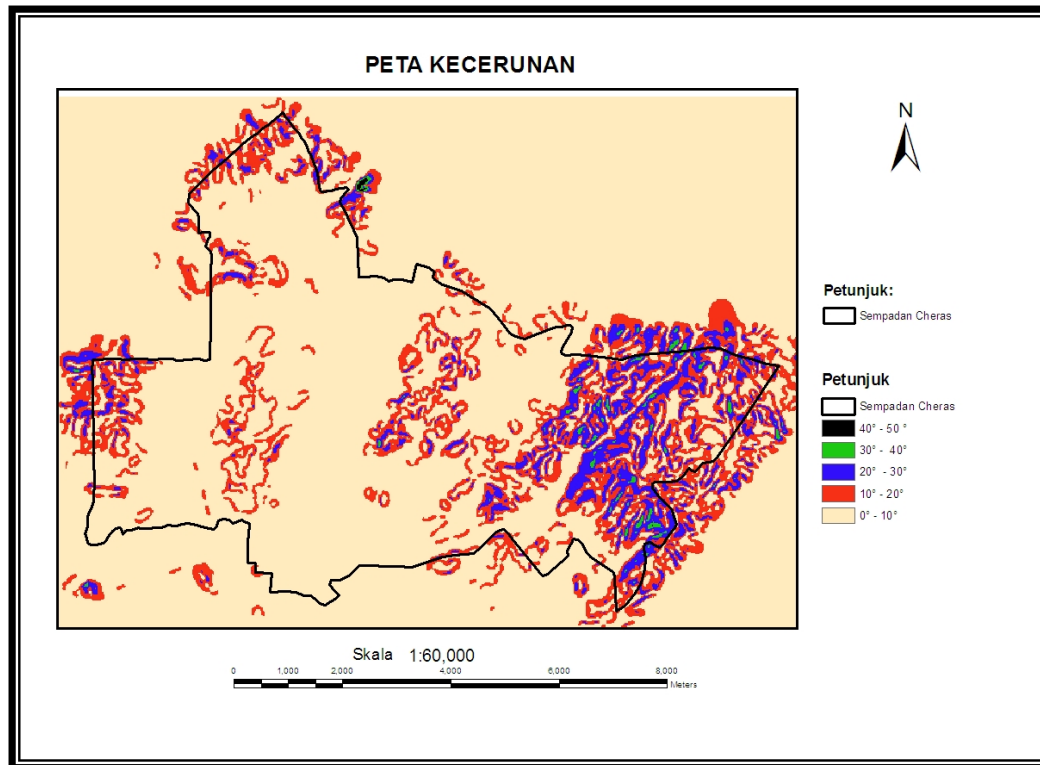 PETA KECERUNAN
N
Petunjuk:
Sempadan Cheras
Petunjuk
Sempadan Cheras
40° - 50 °
30° - 40°
20° - 30°
10° - 20°
0° - 10°
Skala 1:60,000
0 1,000 2,000 4,000 6,000 8,000
Meters